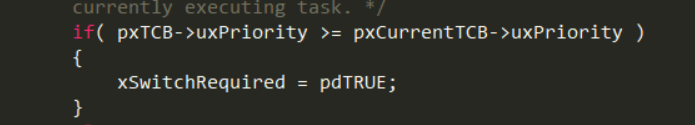 currently executing task. */
if( pxTCB->uxPriority >= pxCurrentTCB->uxPriority )
{
xSwitchRequired = pdTRUE;
}